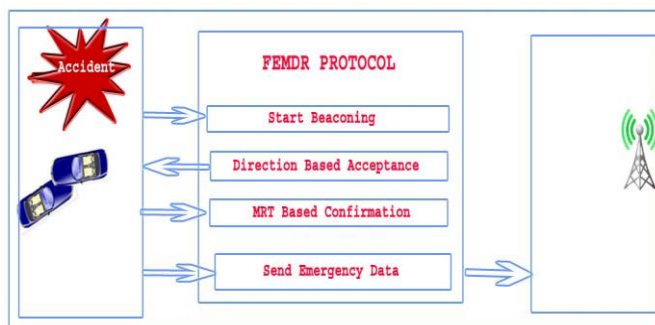 Accident
FEMDR PROTOCOL
Start Beaconing
Direction Based Acceptance
MRT Based Confirmation
Send Emergency Data